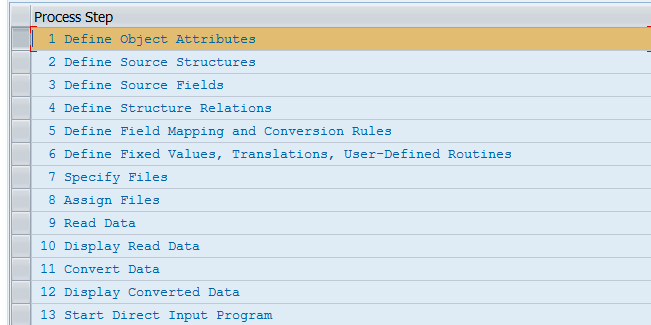 Process Step
1 Define Object Attributes
2 Define Source Structures
3 Define Source Fields
4 Define Structure Relations
5 Define Field Mapping and Conversion Rules
6 Define Fixed Values, Translations, User-Defined Routines
7 Specify Files
8 Assign Files
9 Read Data
10 Display Read Data
11 Convert Data
12 Display Converted Data
13 Start Direct Input Program